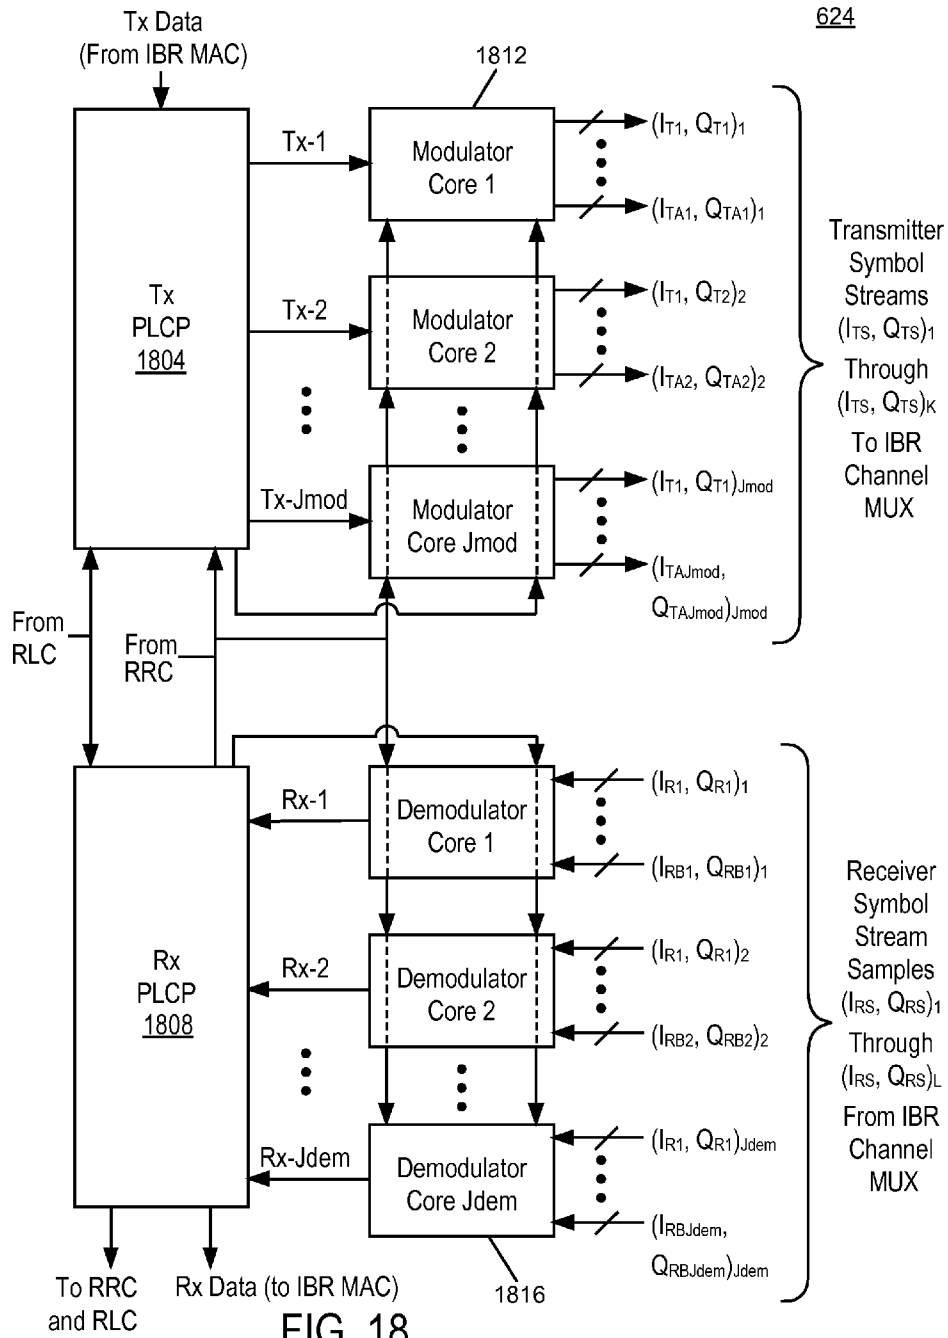 624
Tx Data
(From IBR MAC)
1812
Tx
PLCP
1804
Tx-1
Modulator
Core 1
(IT1, QT1)1
(ITA1, QTA1)1
Tx-2
Modulator
Core 2
(IT1, QT2)2
(ITA2, QTA2)2
Tx-Jmod
Modulator
Core Jmod
(IT1, QT1)Jmod
(ITAJmod,
QTAJmod)Jmod
Transmitter
Symbol
Streams
(ITS, QTS)1
Through
(ITS, QTS)K
To IBR
Channel
MUX
From
RLC
From
RRC
Rx
PLCP
1808
Rx-1
Demodulator
Core 1
(IR1, QR1)1
(IRB1, QRB1)1
Rx-2
Demodulator
Core 2
(IR1, QR1)2
(IRB2, QRB2)2
Rx-Jdem
Demodulator
Core Jdem
(IR1, QR1)Jdem
(IRBJdem,
QRBJdem)Jdem
Receiver
Symbol
Stream
Samples
(IRS, QRS)1
Through
(IRS, QRS)L
From IBR
Channel
MUX
1816
To RRC
and RLC
Rx Data (to IBR MAC)
FIG. 18